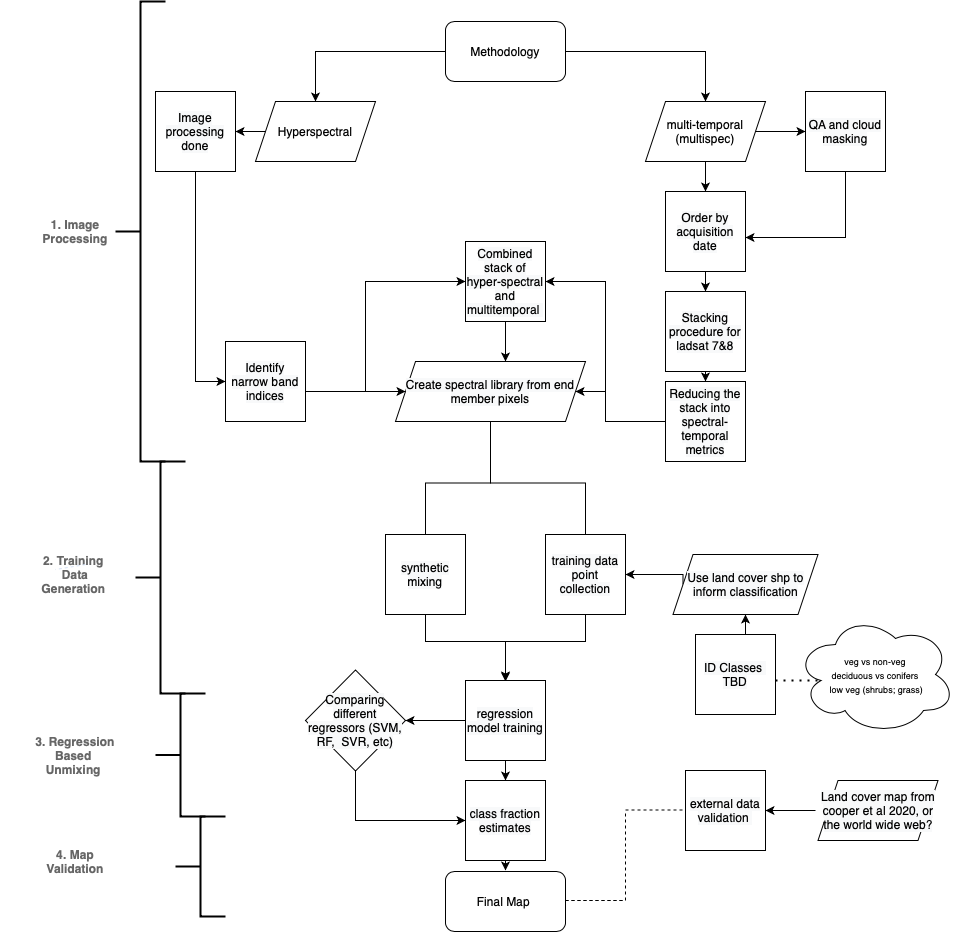 Methodology
Image
processing
done
Hyperspectral
multi-temporal
(multispec)
QA and cloud
masking
1. Image
Processing
Order by
acquisition
date
Combined
stack of
hyper-spectral
and
multitemporal
Stacking
procedure for
ladsat 7&8
Identify
narrow band
indices
Create spectral library from end
member pixels
Reducing the
stack into
spectral-
temporal
metrics
2. Training
Data
Generation
synthetic
mixing
training data
point
collection
Use land cover shp to
inform classification
ID Classes
TBD
veg vs non-veg
deciduous vs conifers
low veg (shrubs; grass)
3. Regression
Based
Unmixing
Comparing
different
regressors (SVM,
RF, SVR, etc)
regression
model training
class fraction
estimates
external data
validation
Land cover map from
cooper et al 2020, or
the world wide web?
4. Map
Validation
Final Map